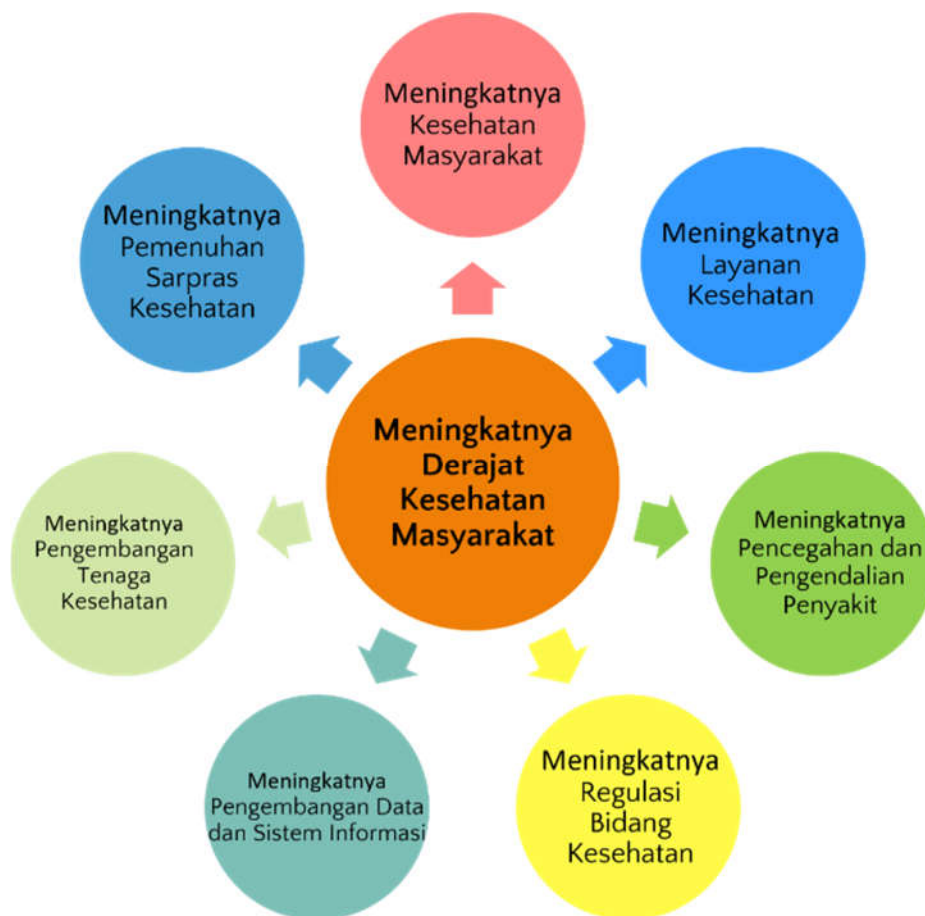 Meningkatnya
Kesehatan
Masyarakat
Meningkatnya
Layanan
Kesehatan
Meningkatnya
Pencegahan dan
Pengendalian
Penyakit
Meningkatnya
Regulasi
Bidang
Kesehatan
Meningkatnya
Pengembangan Data
dan Sistem Informasi
Meningkatnya
Pengembangan
Tenaga
Kesehatan
Meningkatnya
Pemenuhan
Sarpras
Kesehatan
Meningkatnya
Derajat
Kesehatan
Masyarakat